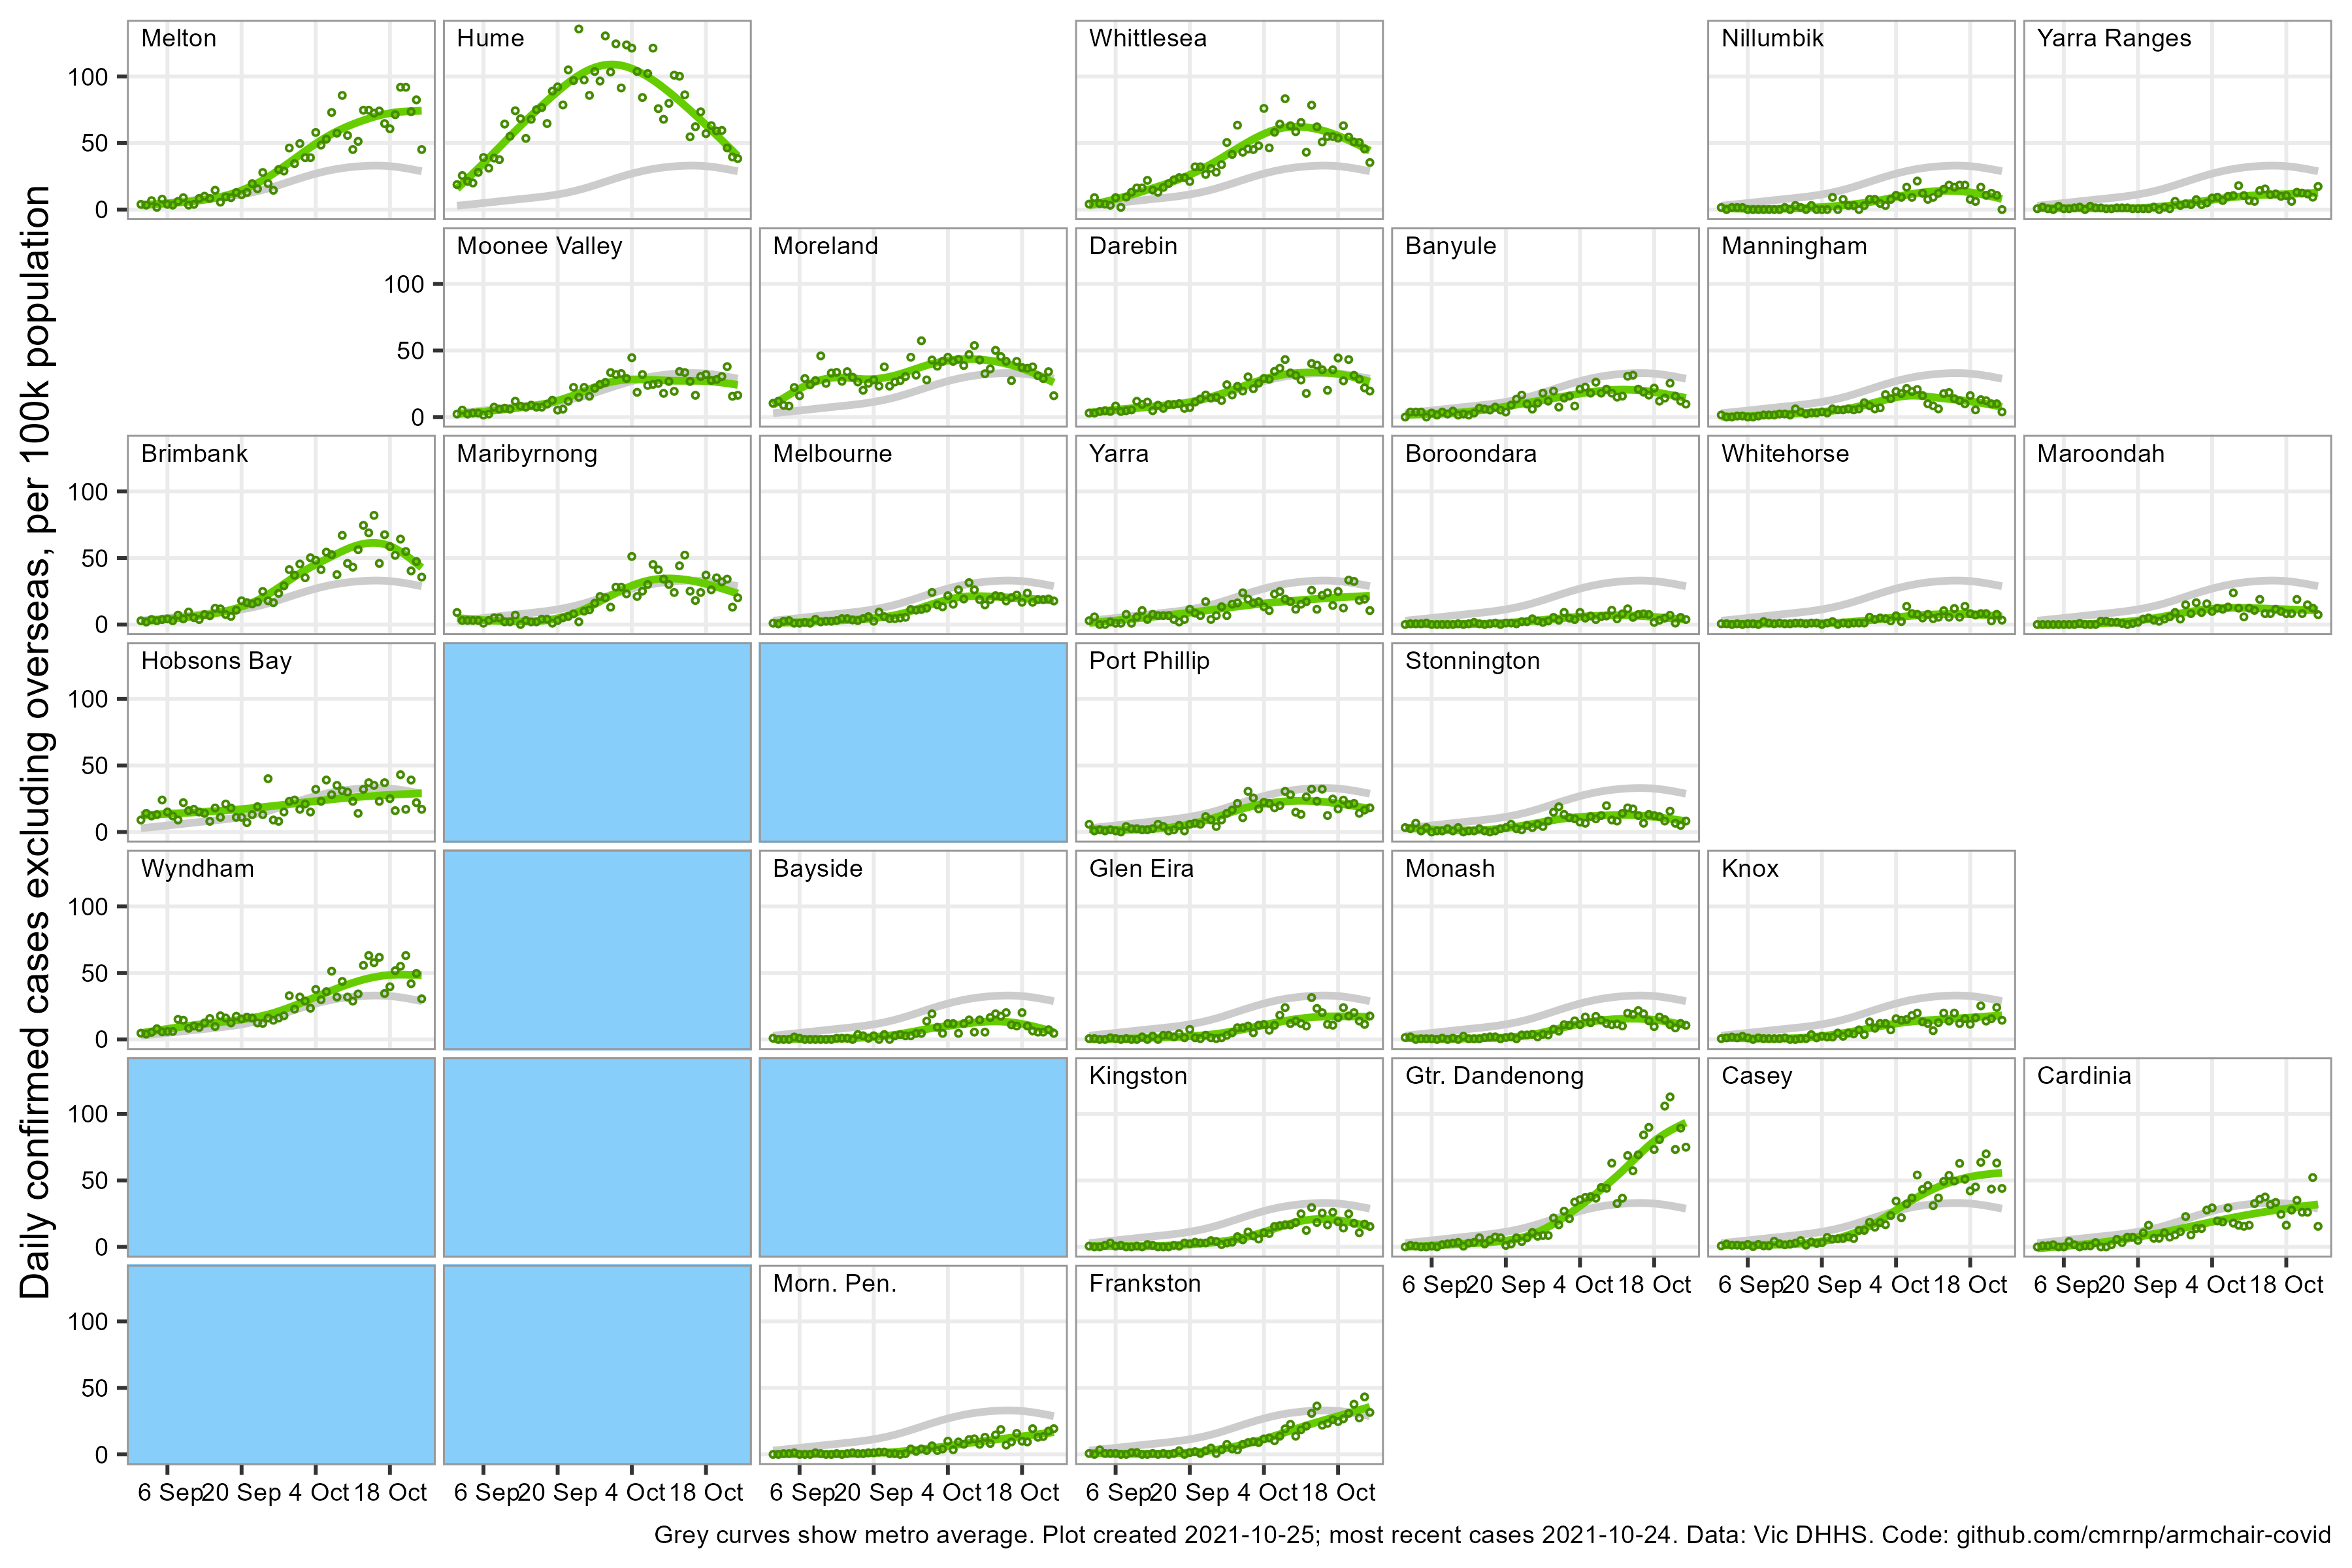 Daily confirmed cases excluding overseas, per 100k population
Melton
Hume
Whittlesea
Nillumbik
Yarra Ranges
100
50
0
Moonee Valley
Moreland
Darebin
Banyule
Manningham
100
50
0
Brimbank
Maribyrnong
Melbourne
Yarra
Boroondara
Whitehorse
Maroondah
100
50
0
Hobsons Bay
Port Phillip
Stonnington
100
50
0
Wyndham
Bayside
Glen Eira
Monash
Knox
100
50
0
Kingston
Gtr. Dandenong
Casey
Cardinia
100
50
0
6 Sep 20 Sep 4 Oct 18 Oct
6 Sep 20 Sep 4 Oct 18 Oct
6 Sep 20 Sep 4 Oct 18 Oct
Morn. Pen.
Frankston
100
50
0
6 Sep 20 Sep 4 Oct 18 Oct
6 Sep 20 Sep 4 Oct 18 Oct
6 Sep 20 Sep 4 Oct 18 Oct
6 Sep 20 Sep 4 Oct 18 Oct
Grey curves show metro average. Plot created 2021-10-25; most recent cases 2021-10-24. Data: Vic DHHS. Code: github.com/cmrnp/armchair-covid